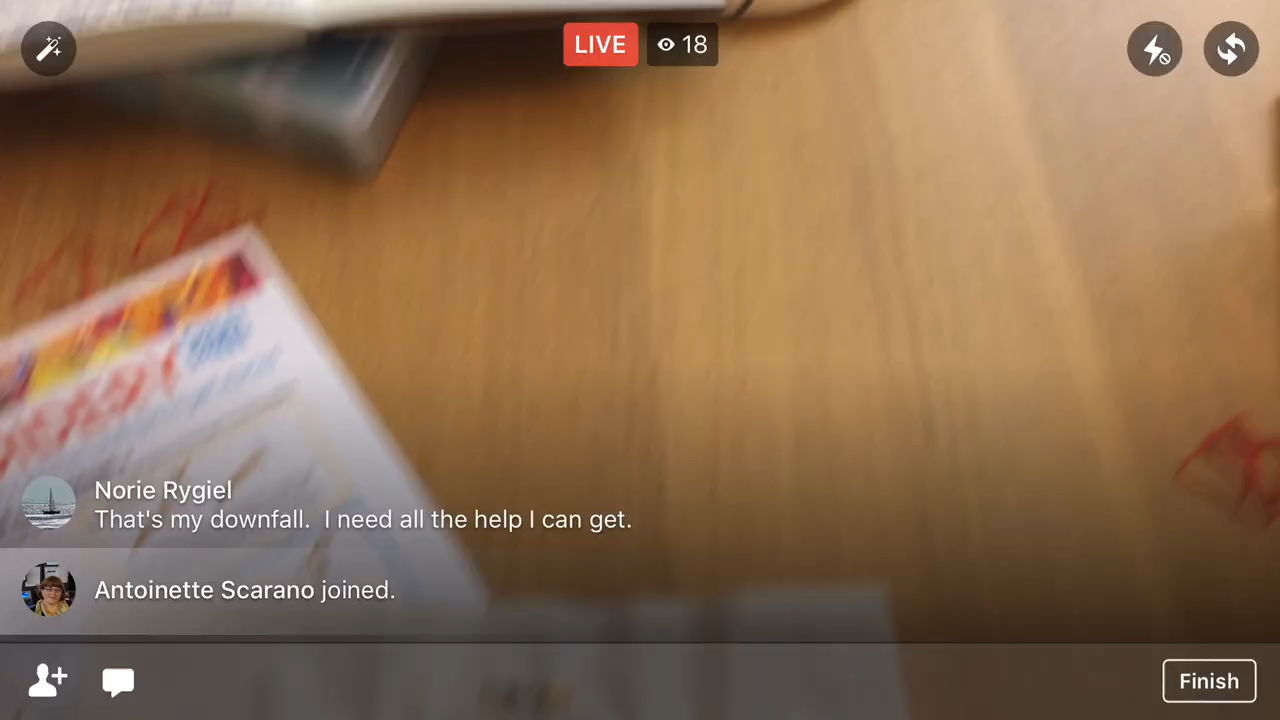 LIVE 18
Norie Rygiel
That's my downfall. I need all the help I can get.
Antoinette Scarano joined.
Finish